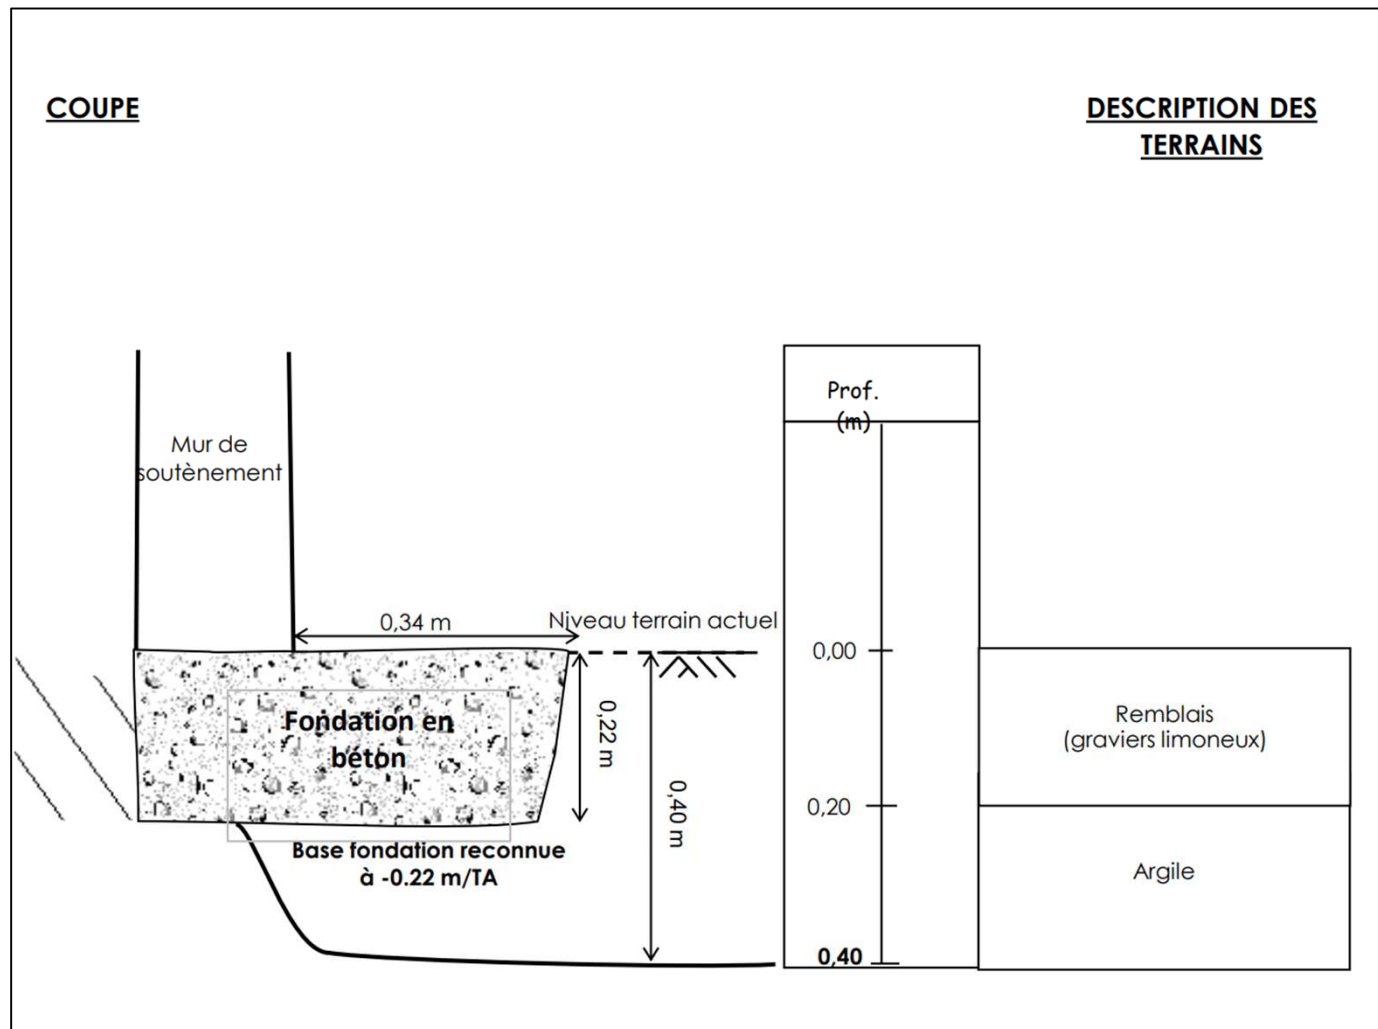 COUPE
DESCRIPTION DES
TERRAINS
Prof.
(m)
Mur de
soutènement
0,34 m
Niveau terrain actuel
0,00
0,22 m
0,40 m
Fondation en
béton
Remblais
(graviers limoneux)
0,20
Base fondation reconnue
à -0.22 m/TA
Argile
0,40